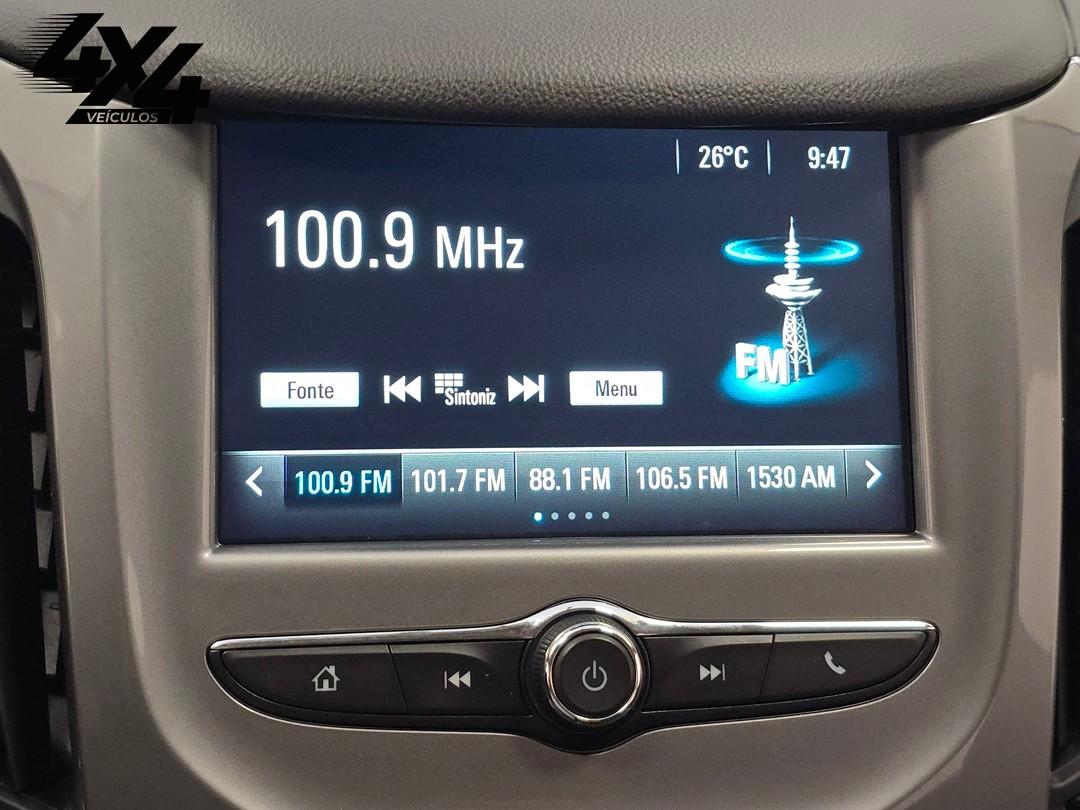 4X4
VEÍCULOS
26°C 9:47
100.9 MHz
FM
Fonte Sintoniz Menu
100.9 FM 101.7 FM 88.1 FM 106.5 FM 1530 AM